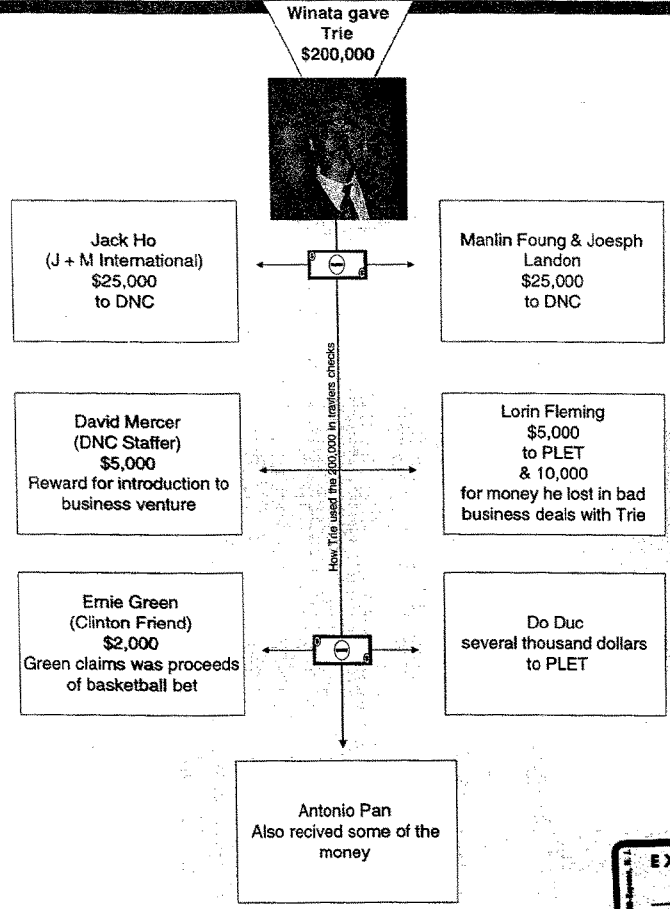 Winata gave
Trie
$200,000
Jack Ho
(J + M International)
$25,000
to DNC
Manlin Foung & Joesph
Landon
$25,000
to DNC
How Trie used the 200,000 in travlers checks
David Mercer
(DNC Staffer)
$5,000
Reward for introduction to
business venture
Lorin Fleming
$5,000
to PLET
& 10,000
for money he lost in bad
business deals with Trie
Ernie Green
(Clinton Friend)
$2,000
Green claims was proceeds
of basketball bet
Do Duc
several thousand dollars
to PLET
Antonio Pan
Also recived some of the
money
EX